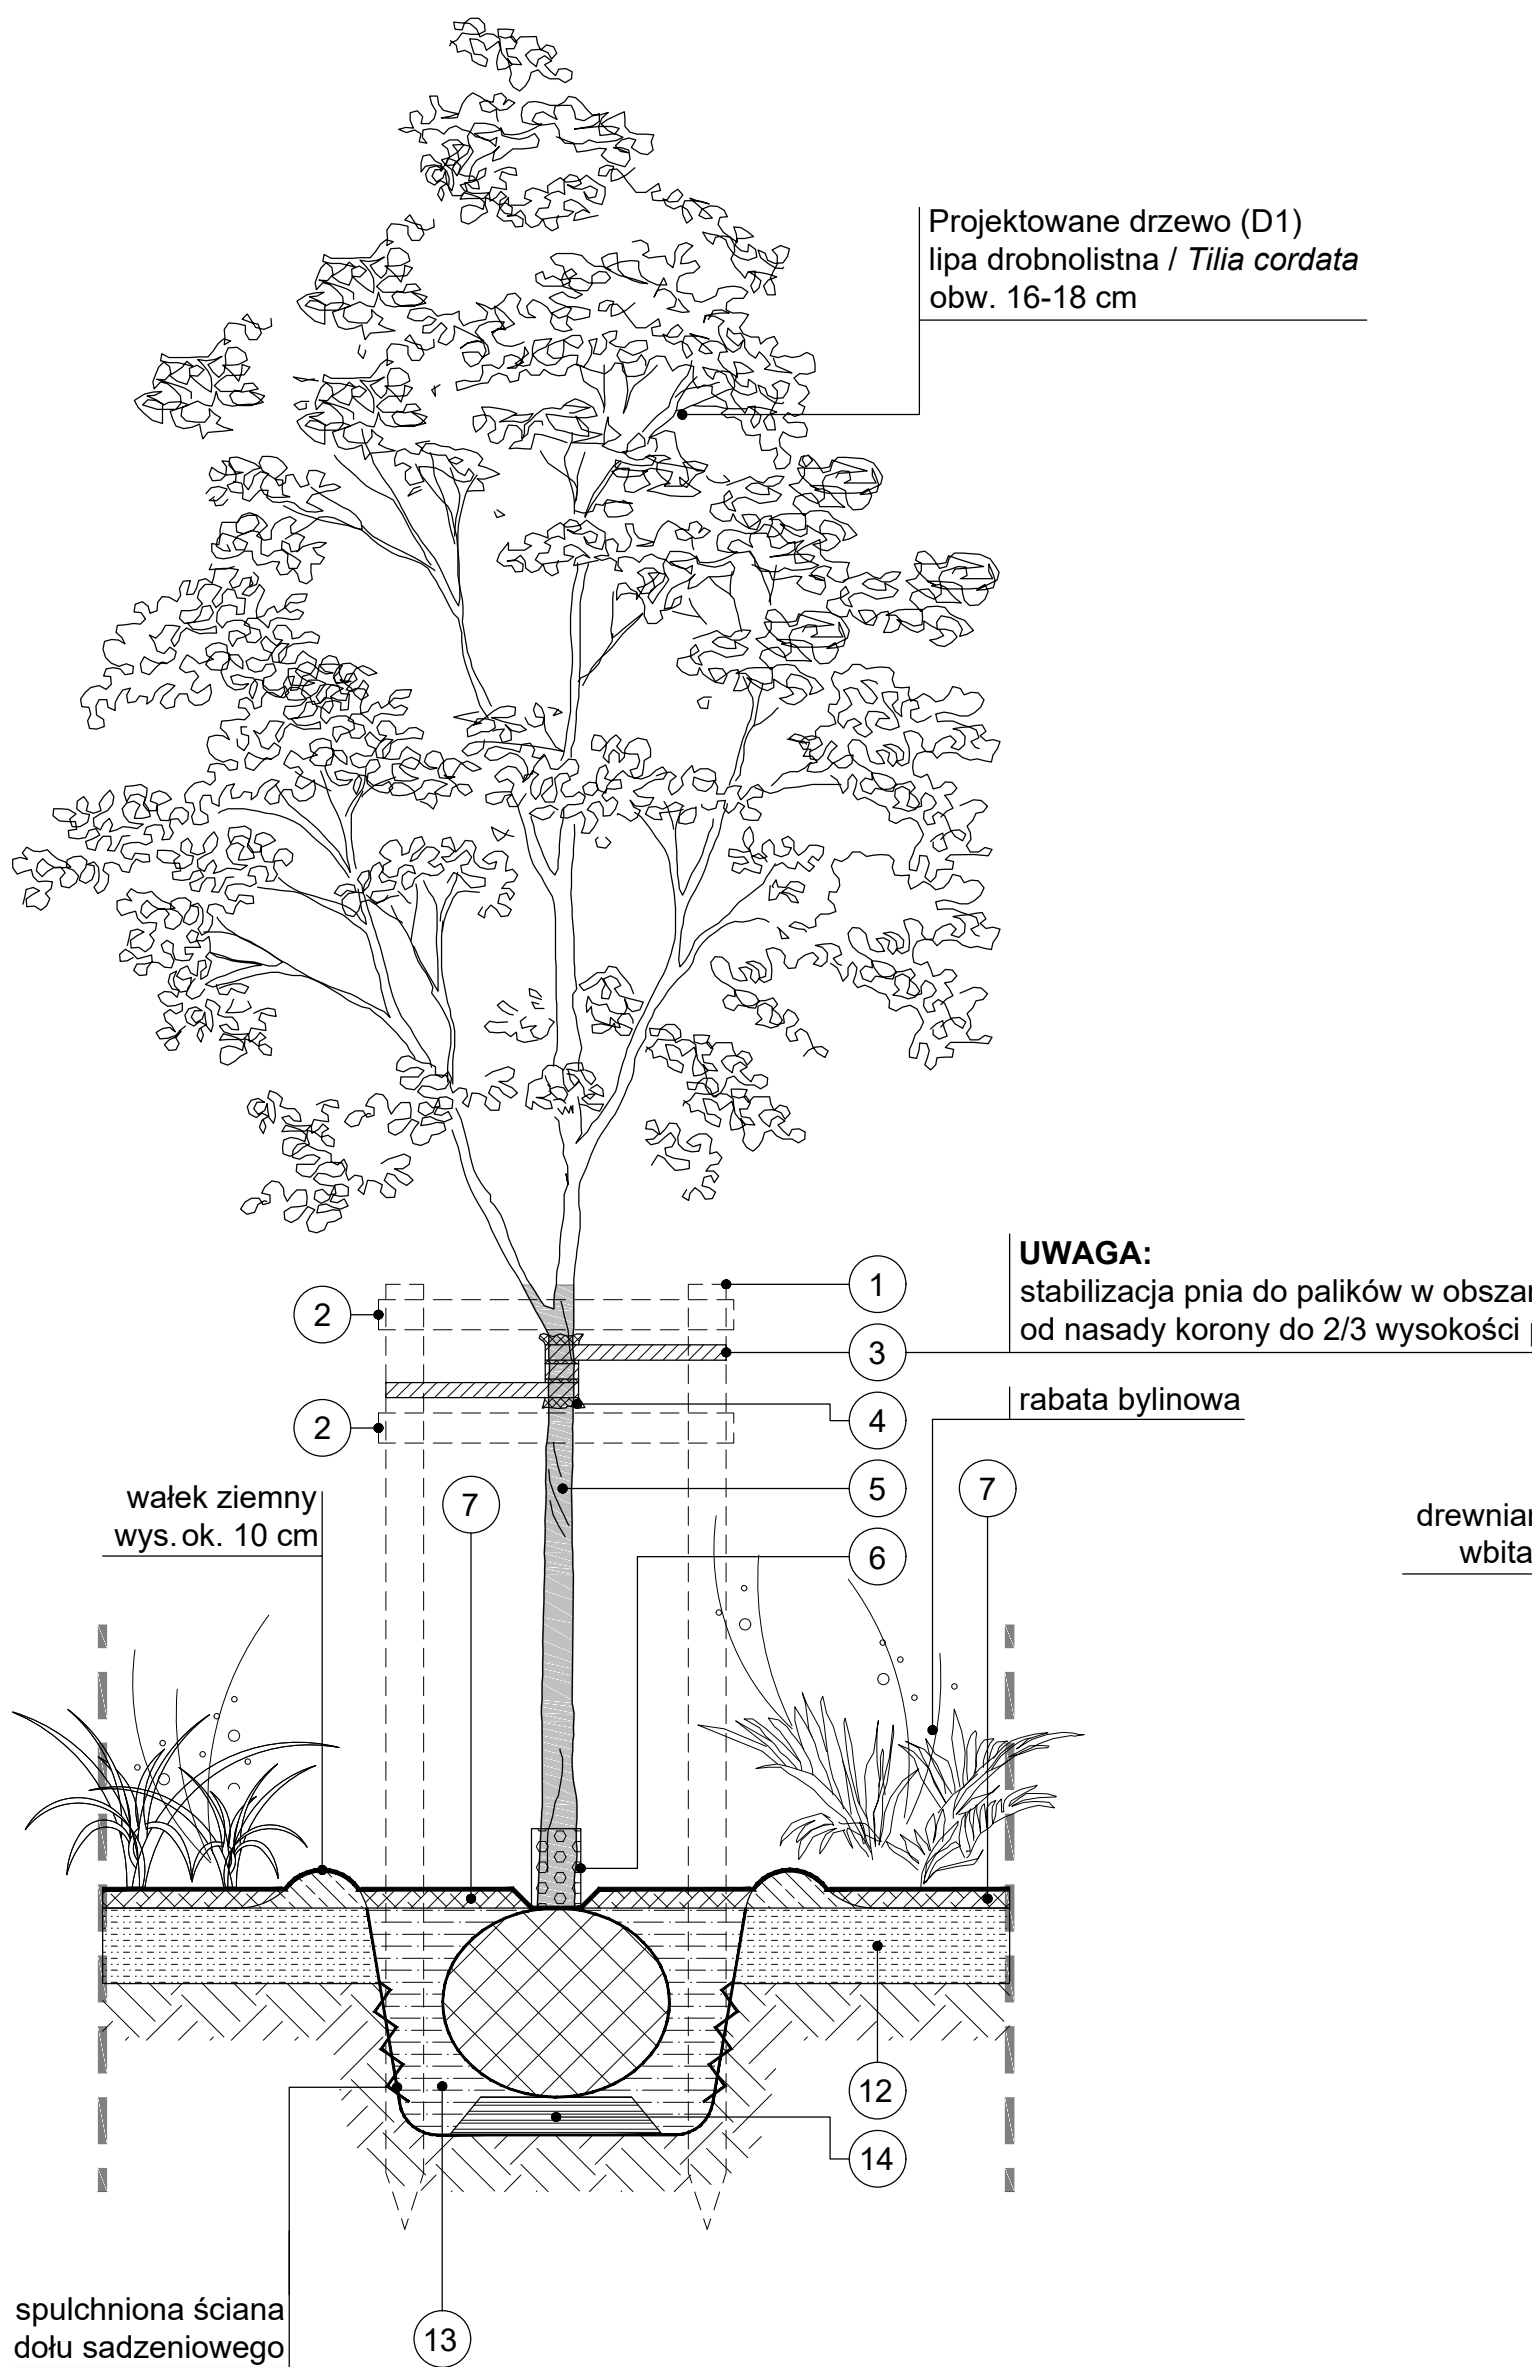 Projektowane drzewo (D1)
lipa drobnolistna / Tilia cordata
obw. 16-18 cm
UWAGA:
stabilizacja pnia do palików w obszar
od nasady korony do 2/3 wysokości p
1
2
3
rabata bylinowa
4
2
5
7
7
wałek ziemny
wys. ok. 10 cm
drewnian
wbita
6
12
14
13
spulchniona ściana
dołu sadzeniowego